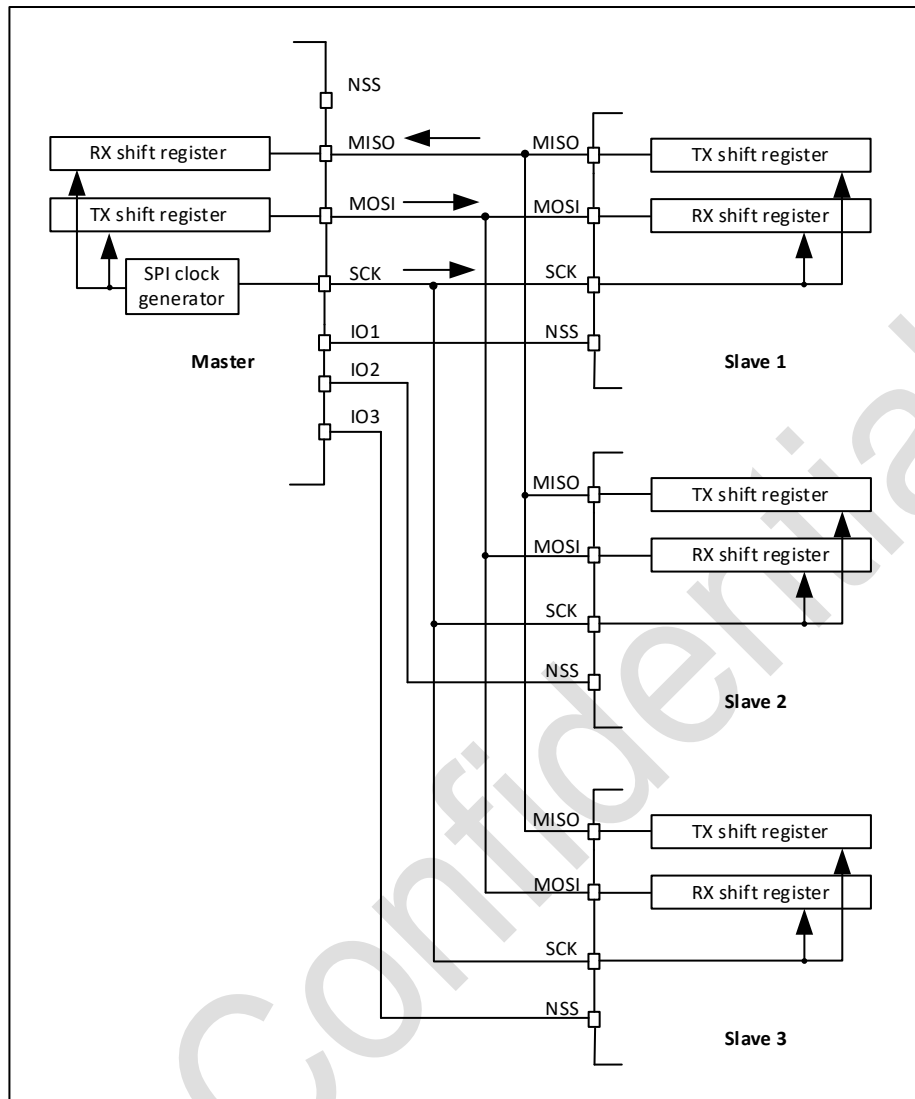 NSS
RX shift register
MISO
MISO
TX shift register
TX shift register
MOSI
MOSI
RX shift register
SPI clock
generator
SCK
SCK
IO1
NSS
Master
Slave 1
IO2
IO3
MISO
TX shift register
MOSI
RX shift register
SCK
NSS
Slave 2
MISO
TX shift register
MOSI
RX shift register
SCK
NSS
Slave 3
Confidential